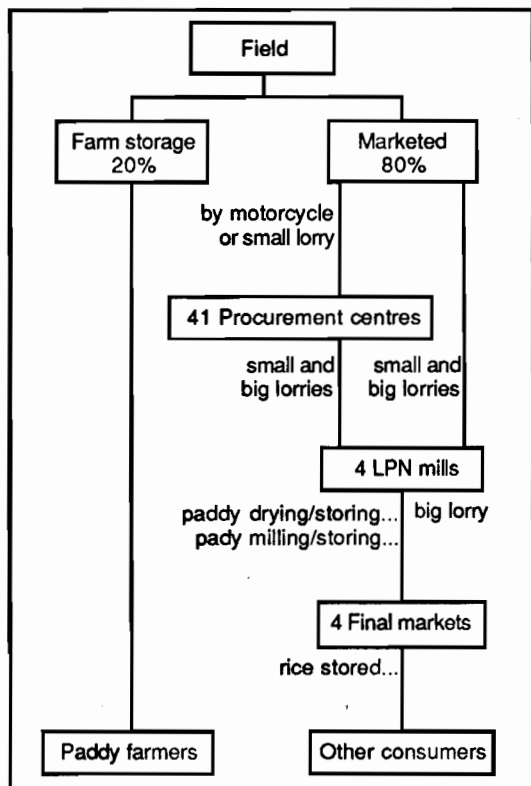 Field
Farm storage
20%
Marketed
80%
by motorcycle
or small lorry
41 Procurement centres
small and
big lorries
small and
big lorries
4 LPN mills
paddy drying/storing...
pady milling/storing...
big lorry
4 Final markets
rice stored...
Paddy farmers
Other consumers